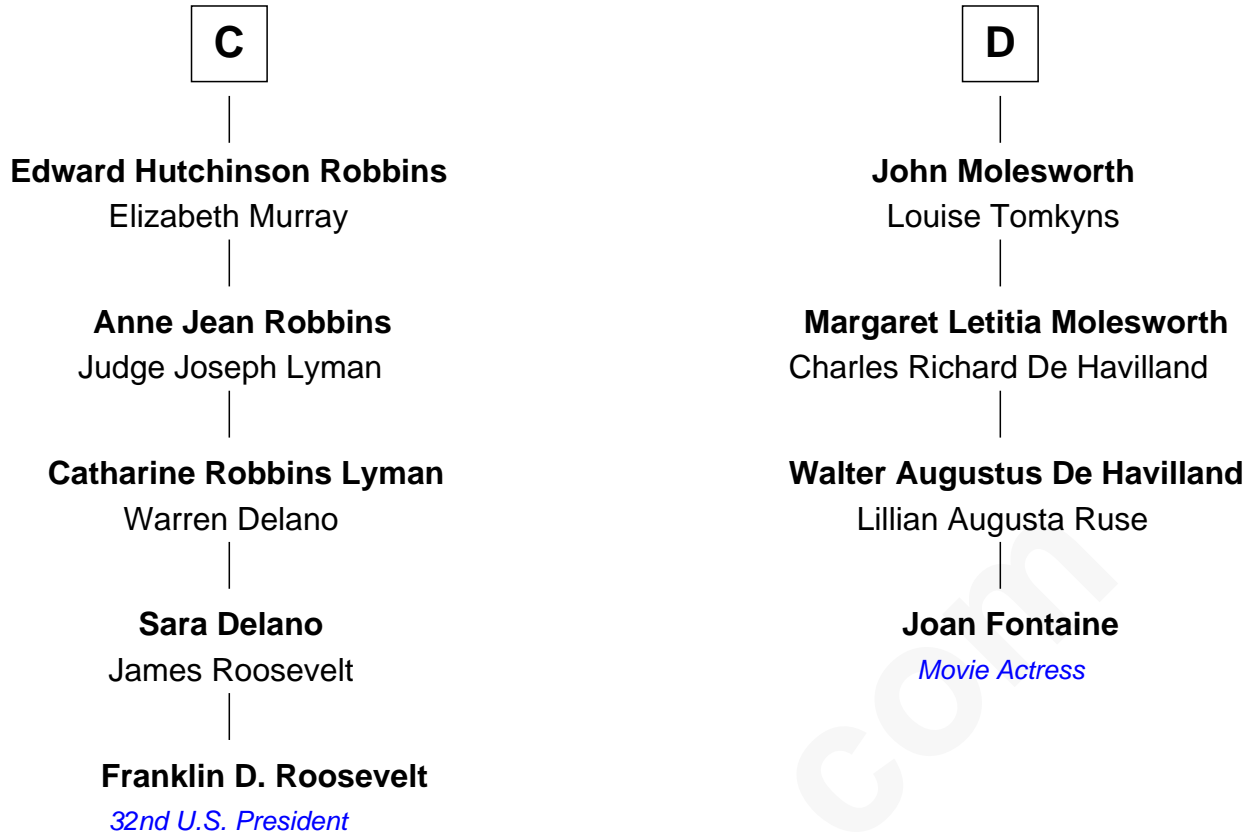 C
Edward Hutchinson Robbins
Elizabeth Murray
Anne Jean Robbins
Judge Joseph Lyman
Catharine Robbins Lyman
Warren Delano
Sara Delano
James Roosevelt
Franklin D. Roosevelt
32nd U.S. President
D
John Molesworth
Louise Tomkyns
Margaret Letitia Molesworth
Charles Richard De Havilland
Walter Augustus De Havilland
Lillian Augusta Ruse
Joan Fontaine
Movie Actress
com